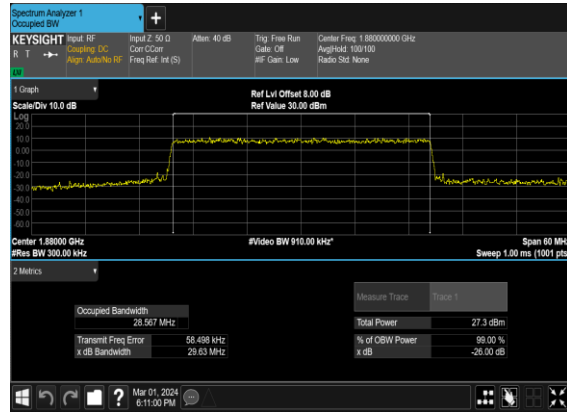 Spectrum Analyzer 1
Occupied BW
+
KEYSIGHT Input: RF
R T Coupling: DC
Align: Auto/No RF
Input Z: 50 Ω
Corr CCorr
Freq Ref: Int (S)
Atten: 40 dB
Trig: Free Run
Gate: Off
#IF Gain: Low
Center Freq: 1.880000000 GHz
Avg|Hold: 100/100
Radio Std: None
1 Graph
Scale/Div 10.0 dB
Ref Lvl Offset 8.00 dB
Ref Value 30.00 dBm
Log
20.0
10.0
0.00
-10.0
-20.0
-30.0
-40.0
-50.0
-60.0
Center 1.88000 GHz
#Res BW 300.00 kHz
#Video BW 910.00 kHz*
Span 60 MHz
Sweep 1.00 ms (1001 pts
2 Metrics
Measure Trace Trace 1
Occupied Bandwidth
28.567 MHz
Total Power 27.3 dBm
Transmit Freq Error 58.498 kHz
% of OBW Power 99.00 %
x dB Bandwidth 29.63 MHz
x dB -26.00 dB
?
Mar 01, 2024
6:11:00 PM